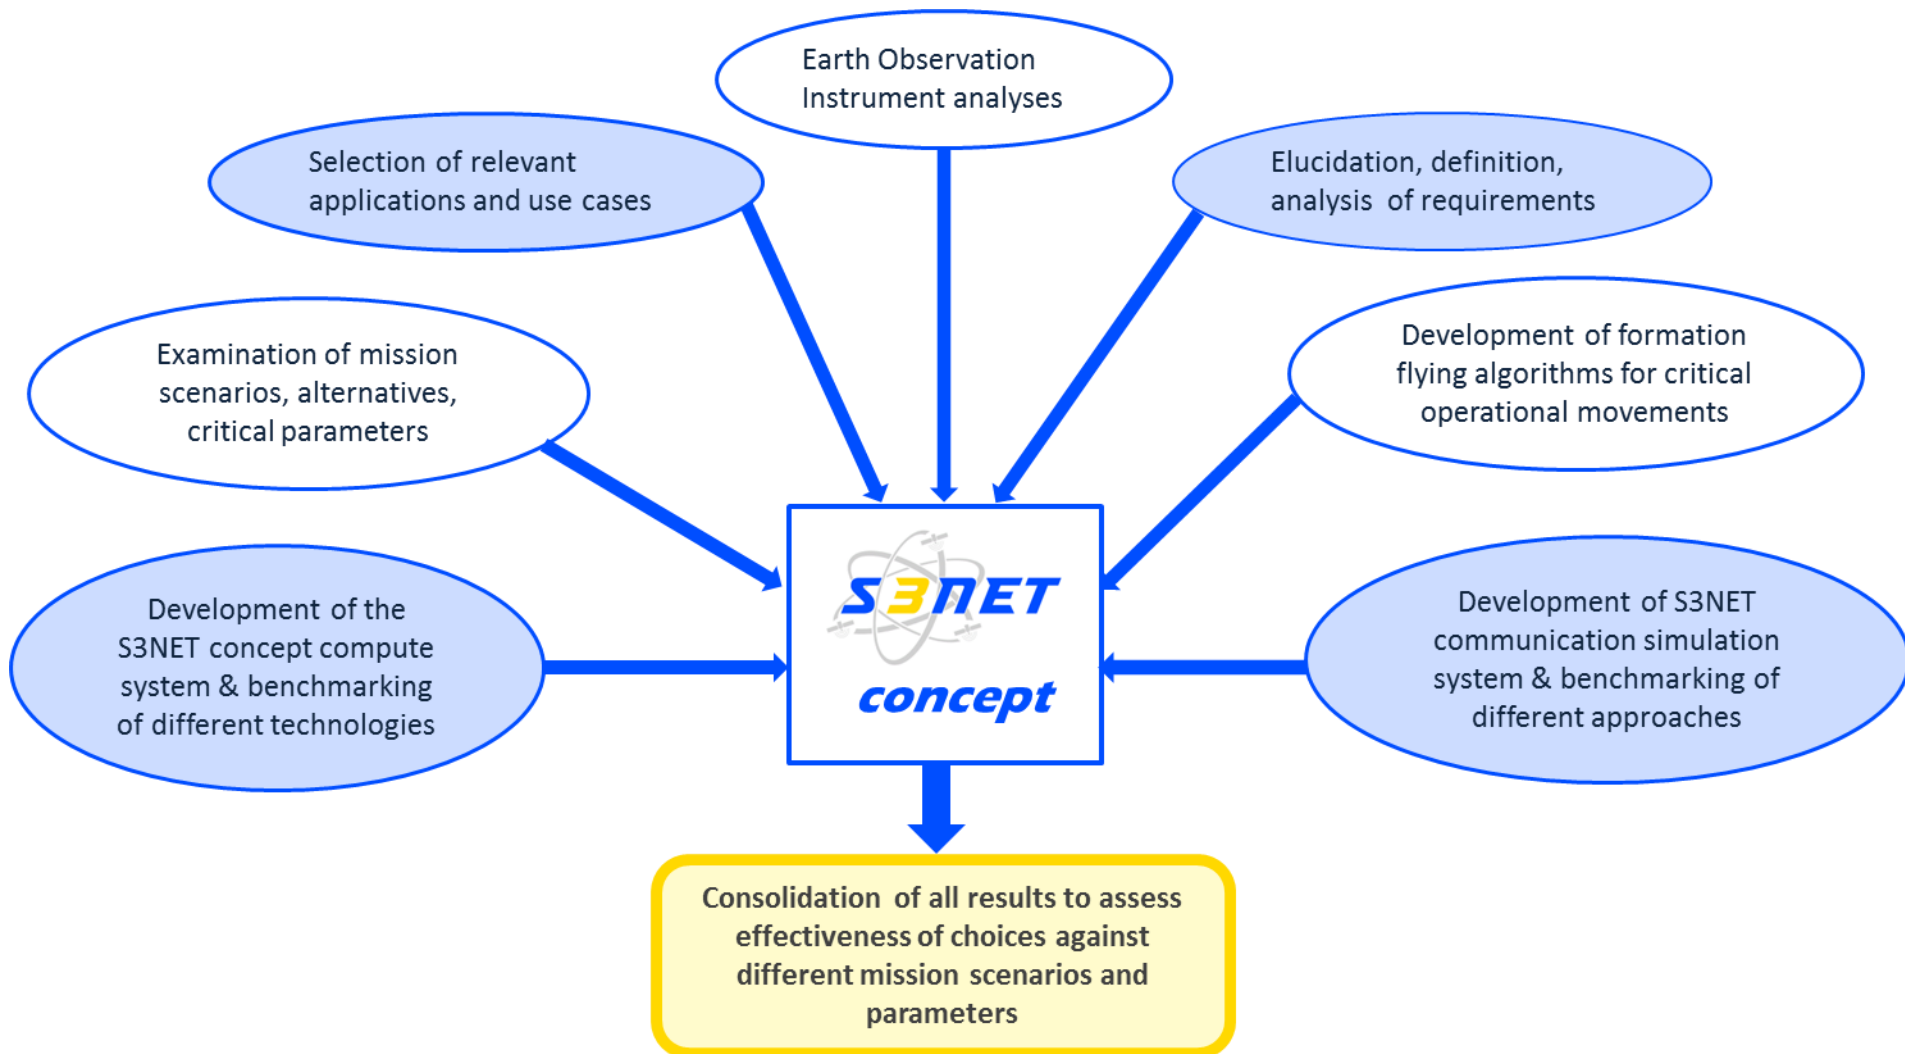 Earth Observation
Instrument analyses
Selection of relevant
applications and use cases
Elucidation, definition,
analysis of requirements
Examination of mission
scenarios, alternatives,
critical parameters
Development of formation
flying algorithms for critical
operational movements
Development of the
S3NET concept compute
system & benchmarking
of different technologies
S3NET
concept
Development of S3NET
communication simulation
system & benchmarking of
different approaches
Consolidation of all results to assess
effectiveness of choices against
different mission scenarios and
parameters